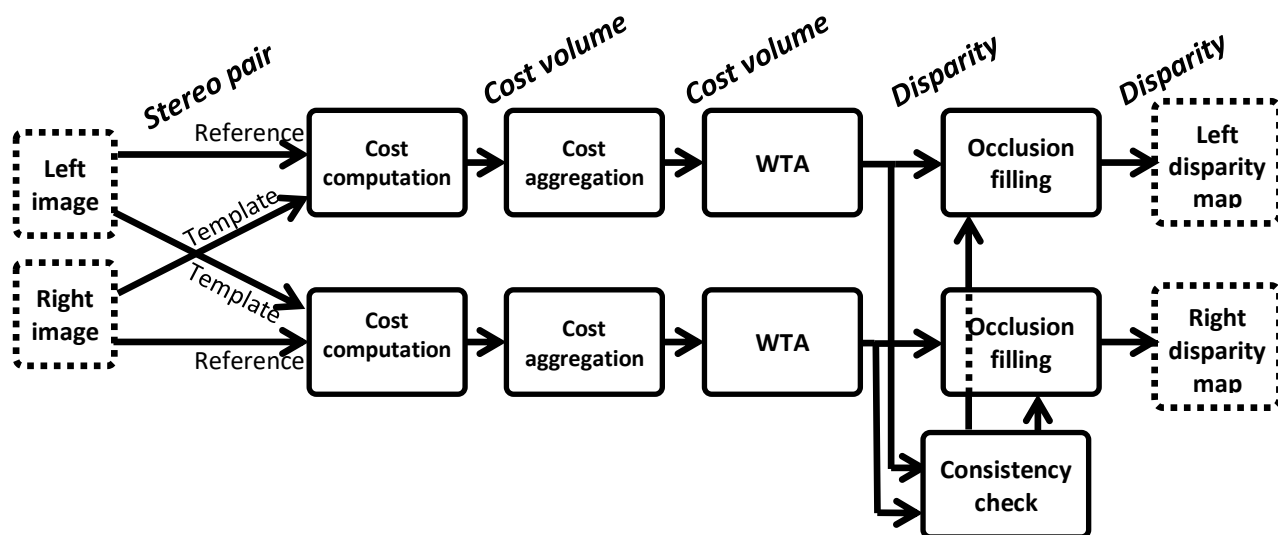 Stereo pair
Cost volume
Cost volume
Disparity
Disparity
Left
image
Reference
Template
Cost
computation
Cost
aggregation
WTA
Occlusion
filling
Left
disparity
map
Right
image
Template
Reference
Cost
computation
Cost
aggregation
WTA
Occlusion
filling
Right
disparity
map
Consistency
check